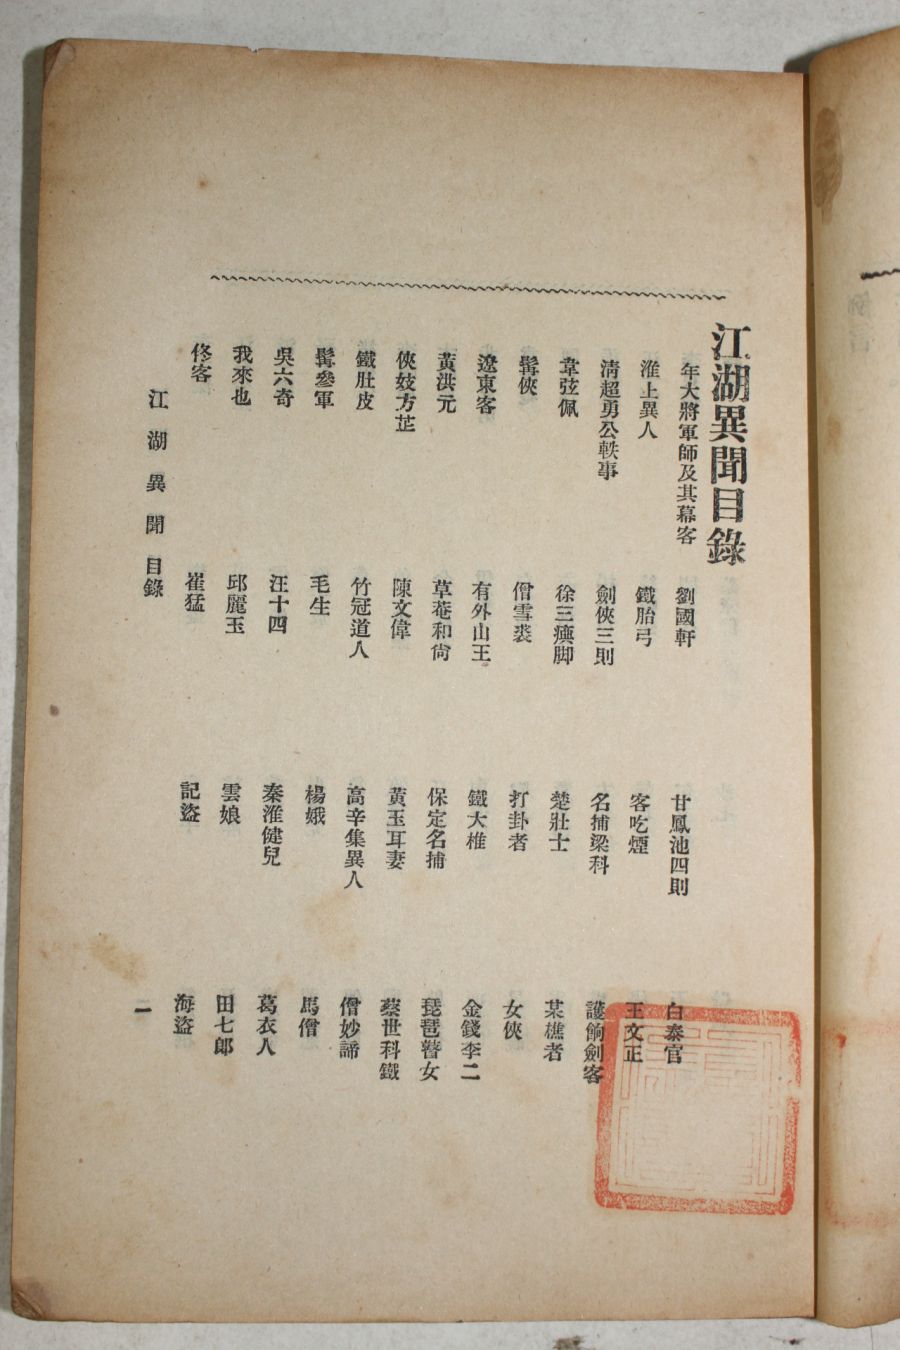 江湖異聞目錄
年大將軍師及其幕客 劉國軒 甘鳳池四則 白泰官
淮上異人 鐵胎弓 客吃煙 王文正
清超勇公軼事 劍俠三則 名捕梁科 護餉劍客
韋弦佩 徐三瘸脚 楚壯士 某樵者
髯俠 僧雪裘 打卦者 女俠
遼東客 有外山王 鐵大椎 金錢李二
黃洪元 草菴和尙 保定名捕 琵琶瞽女
俠妓方芷 陳文偉 黃玉耳妻 蔡世科鐵
鐵肚皮 竹冠道人 高辛集異人 僧妙諦
髯參軍 毛生 楊娥 馬僧
吳六奇 汪十四 秦淮健兒 葛衣人
我來也 邱麗玉 雲娘 田七郎
佟客 崔猛 記盜 海盜
江湖異聞目錄 一